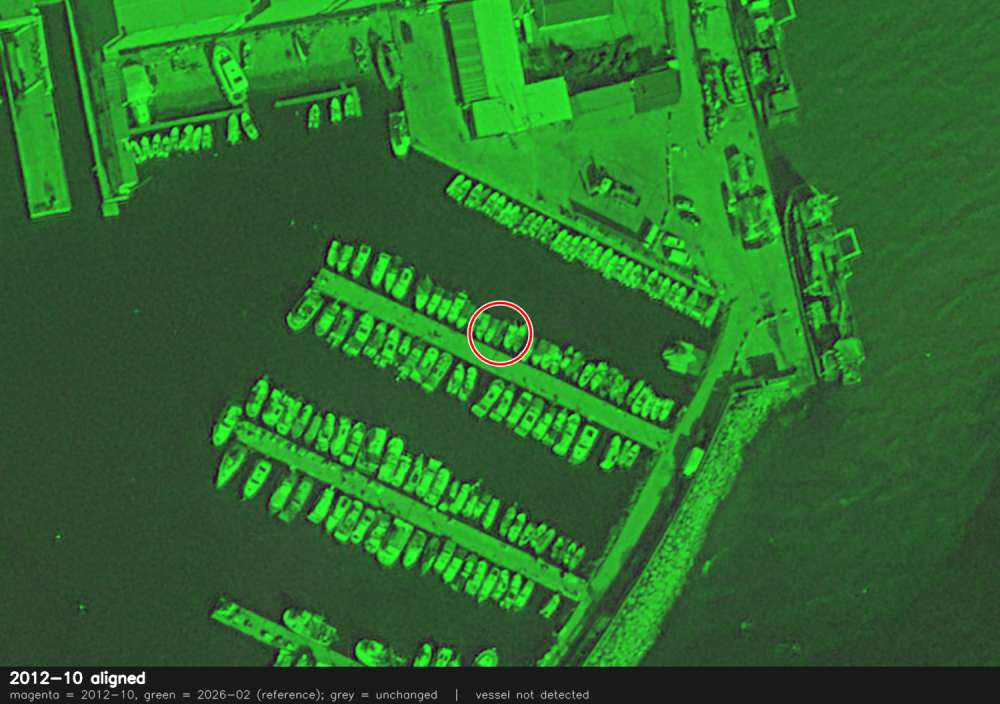 2012-10 aligned
magenta = 2012-10, green = 2026-02 (reference); grey = unchanged | vessel not detected